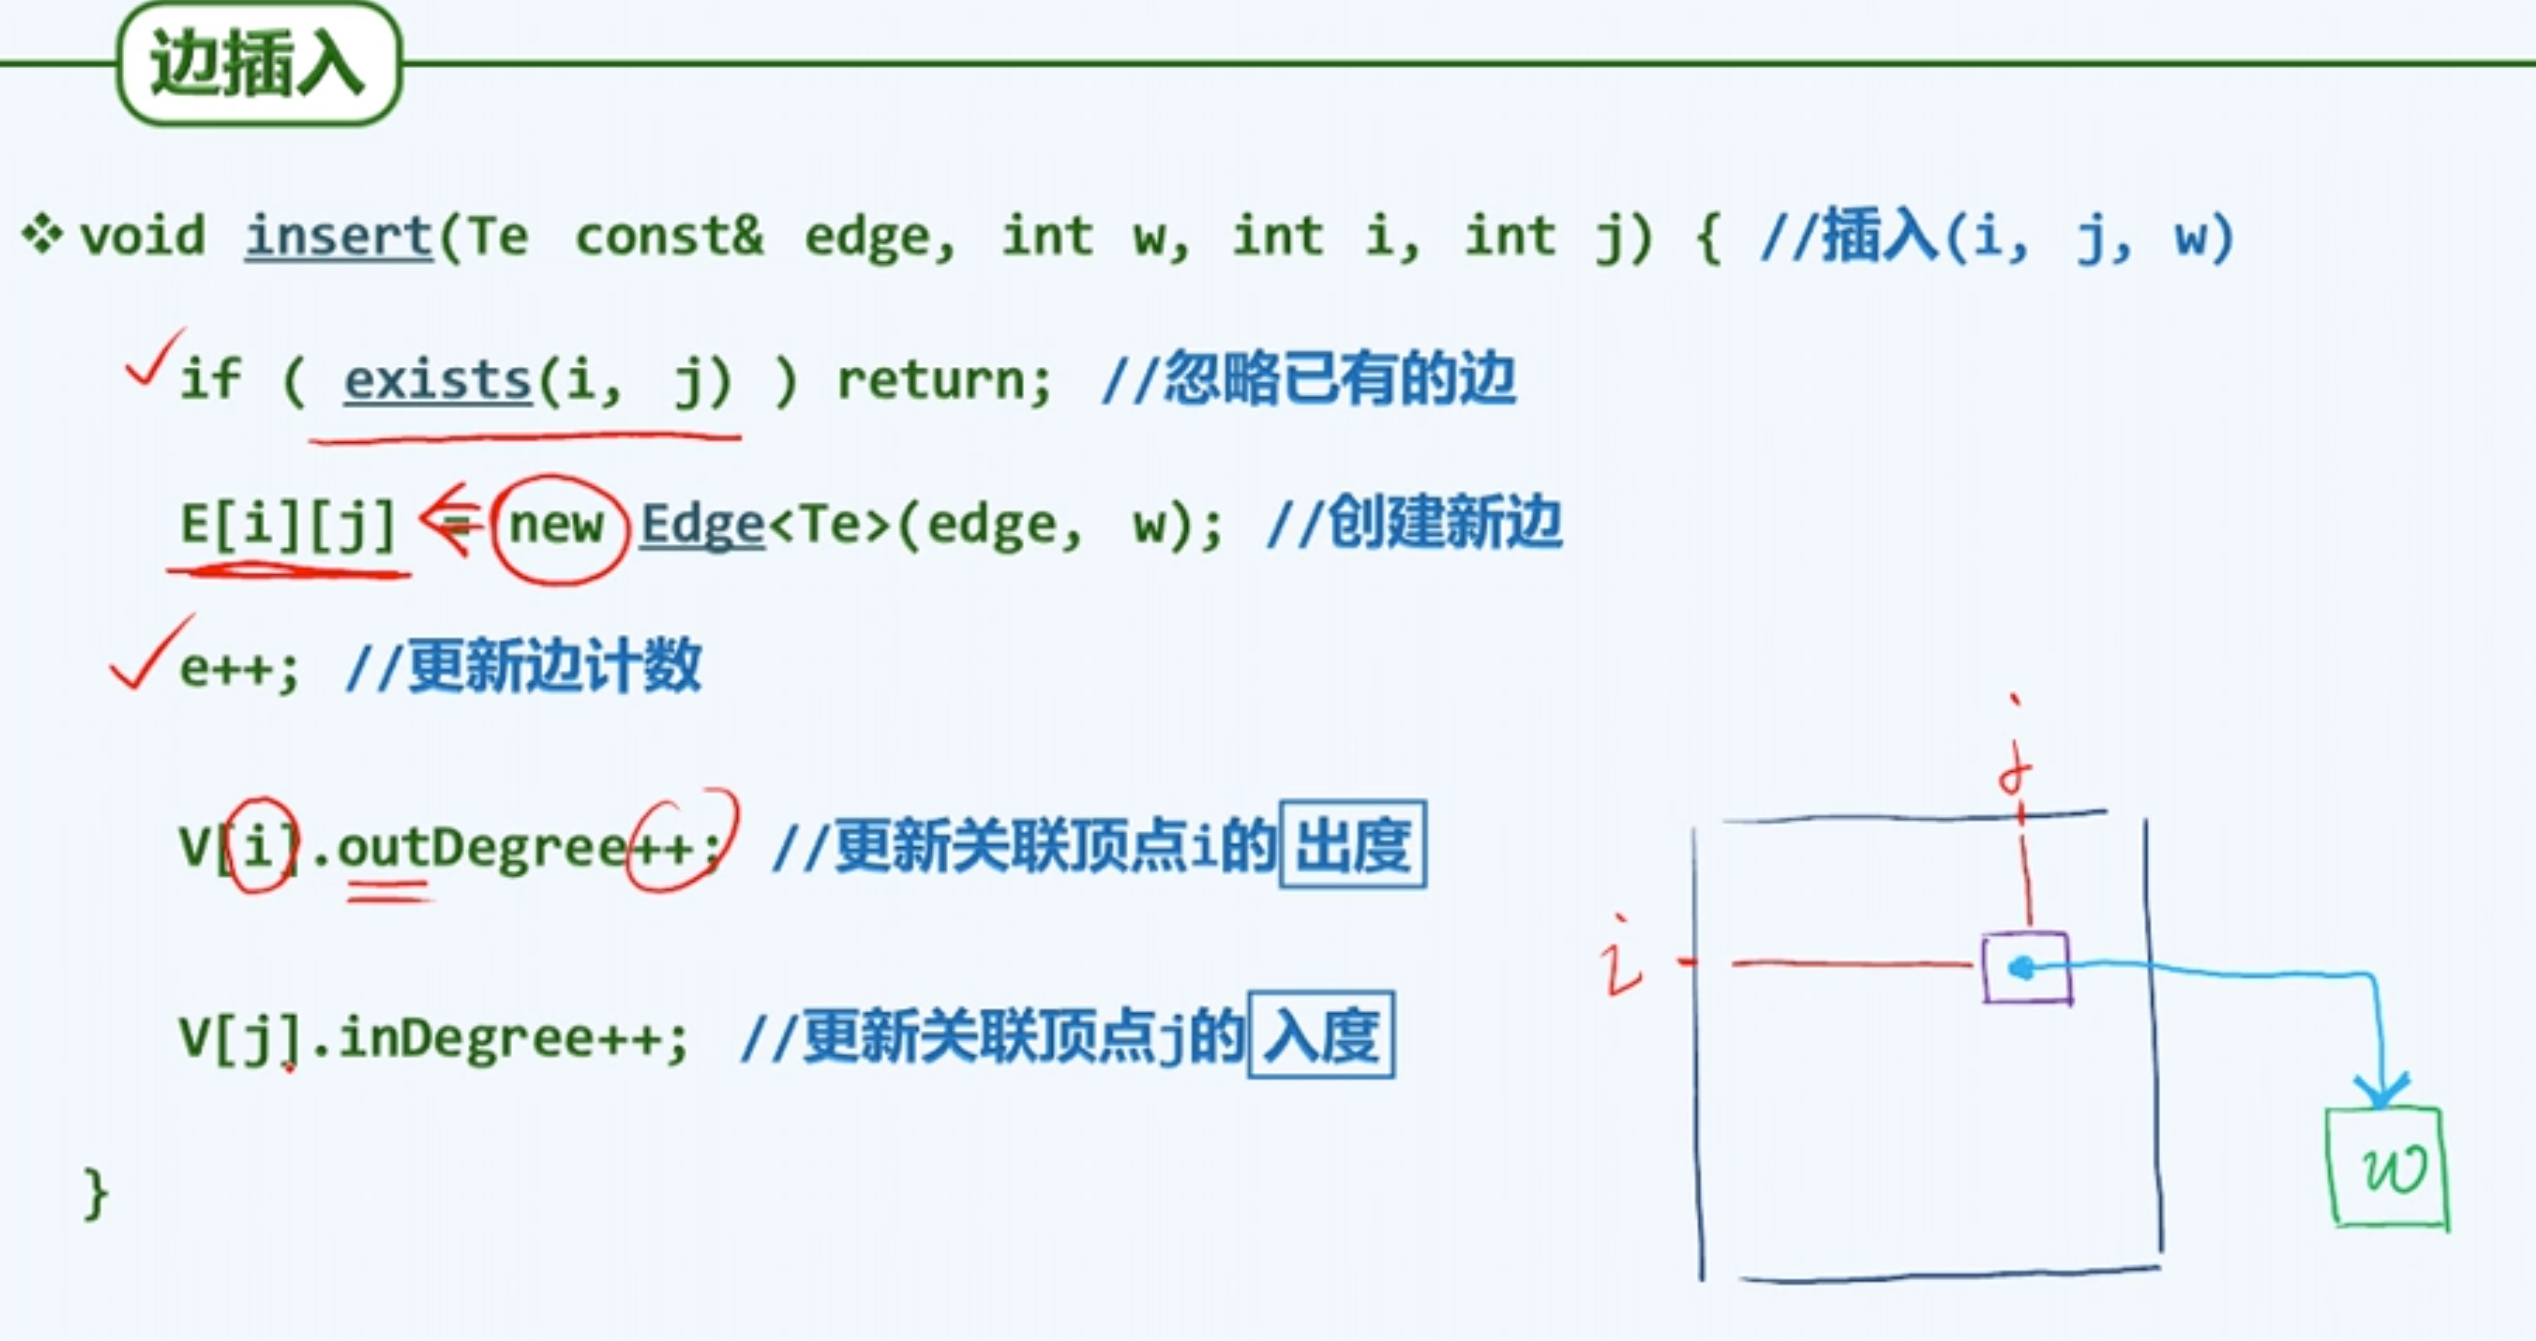 边插入
void insert(Te const& edge, int w, int i, int j) { //插入(i, j, w)
if ( exists(i, j) ) return; //忽略已有的边
E[i][j] = new Edge<Te>(edge, w); //创建新边
e++; //更新边计数
V[i].outDegree++; //更新关联顶点i的出度
V[j].inDegree++; //更新关联顶点j的入度
}
j
i
w